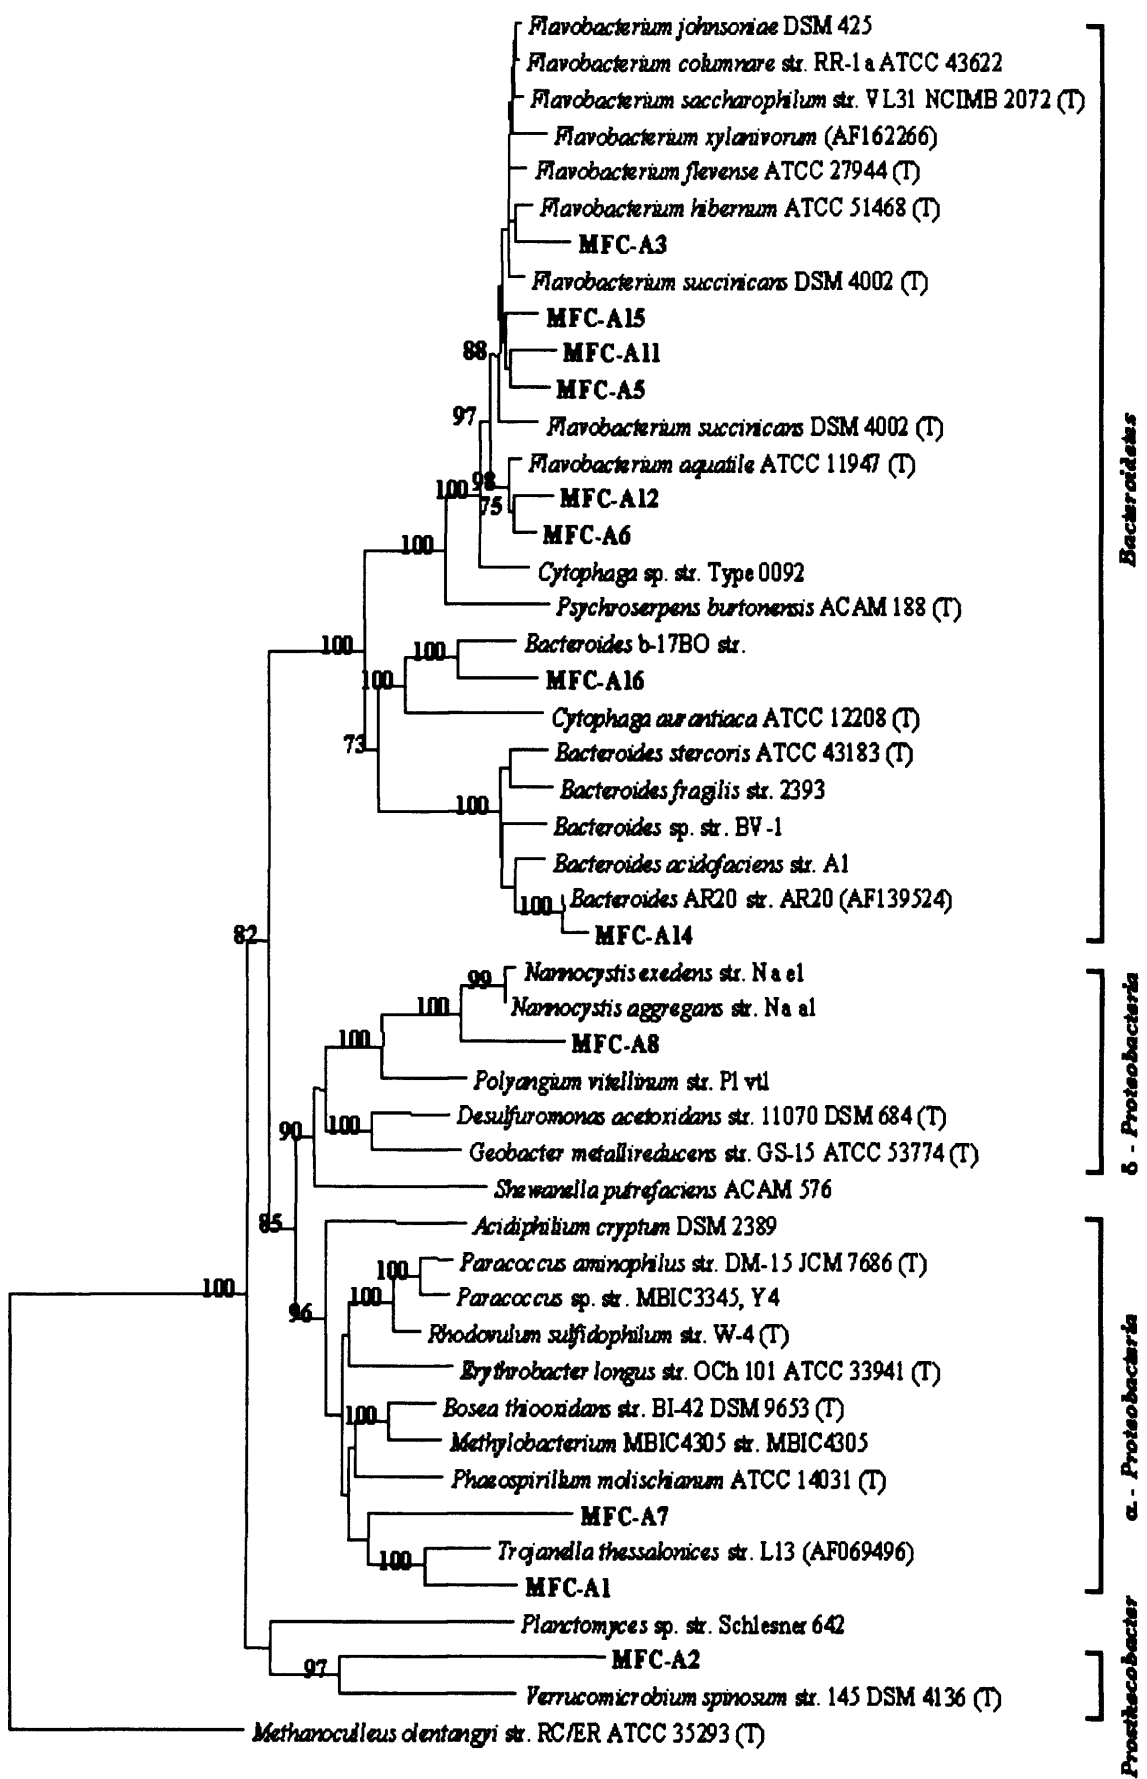 Flavobacterium johnsoniae DSM 425
Flavobacterium columnare str. RR-1a ATCC 43622
Flavobacterium saccharophilum str. VL31 NCIMB 2072 (T)
Flavobacterium xylanivorum (AF162266)
Flavobacterium flevense ATCC 27944 (T)
Flavobacterium hibernum ATCC 51468 (T)
MFC-A3
Flavobacterium succinicans DSM 4002 (T)
MFC-A15
88
MFC-A11
MFC-A5
97
Flavobacterium succinicans DSM 4002 (T)
Flavobacterium aquatile ATCC 11947 (T)
98
100
MFC-A12
75
MFC-A6
100
Cytophaga sp. str. Type 0092
Psychroserpens burtonensis ACAM 188 (T)
100
Bacteroides b-17BO str.
100
MFC-A16
100
Cytophaga aurantiaca ATCC 12208 (T)
73
Bacteroides stercoris ATCC 43183 (T)
Bacteroides fragilis str. 2393
100
Bacteroides sp. str. BV-1
Bacteroides acidofaciens str. A1
Bacteroides AR20 str. AR20 (AF139524)
100
MFC-A14
Bacteroidetes
82
Nannocystis exedens str. Na e1
99
Nannocystis aggregans str. Na a1
100
MFC-A8
100
Polyangium vitellinum str. Pl vt1
Desulfuromonas acetoxidans str. 11070 DSM 684 (T)
100
90
Geobacter metallireducens str. GS-15 ATCC 53774 (T)
δ - Proteobacteria
Shewanella putrefaciens ACAM 576
85
Acidiphilium cryptum DSM 2389
Paracoccus aminophilus str. DM-15 JCM 7686 (T)
100
100
Paracoccus sp. str. MBIC3345, Y4
100
96
Rhodovulum sulfidophilum str. W-4 (T)
Erythrobacter longus str. OCh 101 ATCC 33941 (T)
Bosea thiooxidans str. BI-42 DSM 9653 (T)
100
Methylobacterium MBIC4305 str. MBIC4305
Phaeospirillum molischianum ATCC 14031 (T)
MFC-A7
Trojanella thessalonices str. L13 (AF069496)
100
MFC-A1
α - Proteobacteria
Planctomyces sp. str. Schlesner 642
MFC-A2
97
Verrucomicrobium spinosum str. 145 DSM 4136 (T)
Prosthecobacter
Methanoculleus olentangyi str. RC/ER ATCC 35293 (T)